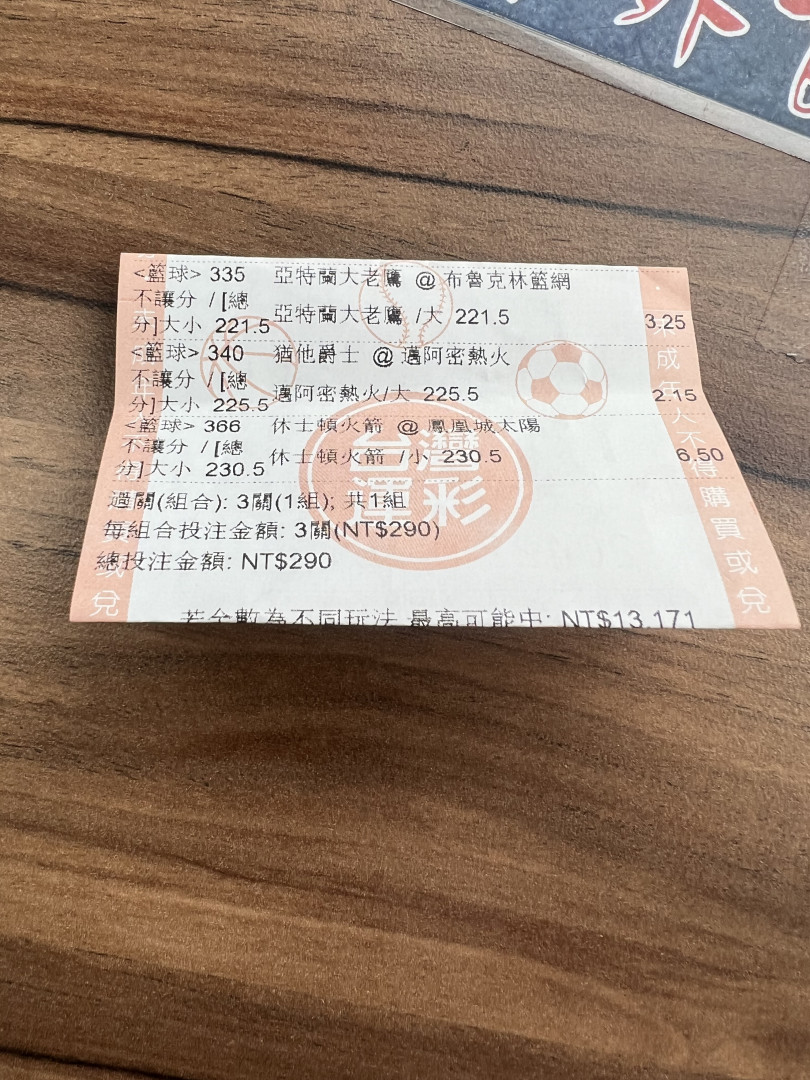 <籃球> 335 亞特蘭大老鷹 @ 布魯克林籃網
不讓分 / [總
分]大小 221.5 亞特蘭大老鷹 /大 221.5 3.25
<籃球> 340 猶他爵士 @ 邁阿密熱火
不讓分 / [總
分]大小 225.5 邁阿密熱火/大 225.5 2.15
<籃球> 366 休士頓火箭 @ 鳳凰城太陽
不讓分 / [總
分]大小 230.5 休士頓火箭 /小 230.5 6.50
過關(組合): 3關(1組); 共1組
每組合投注金額: 3關(NT$290)
總投注金額: NT$290
若全數為不同玩法 最高可能中: NT$13,171
台灣
運彩
成年人不得購買或兌